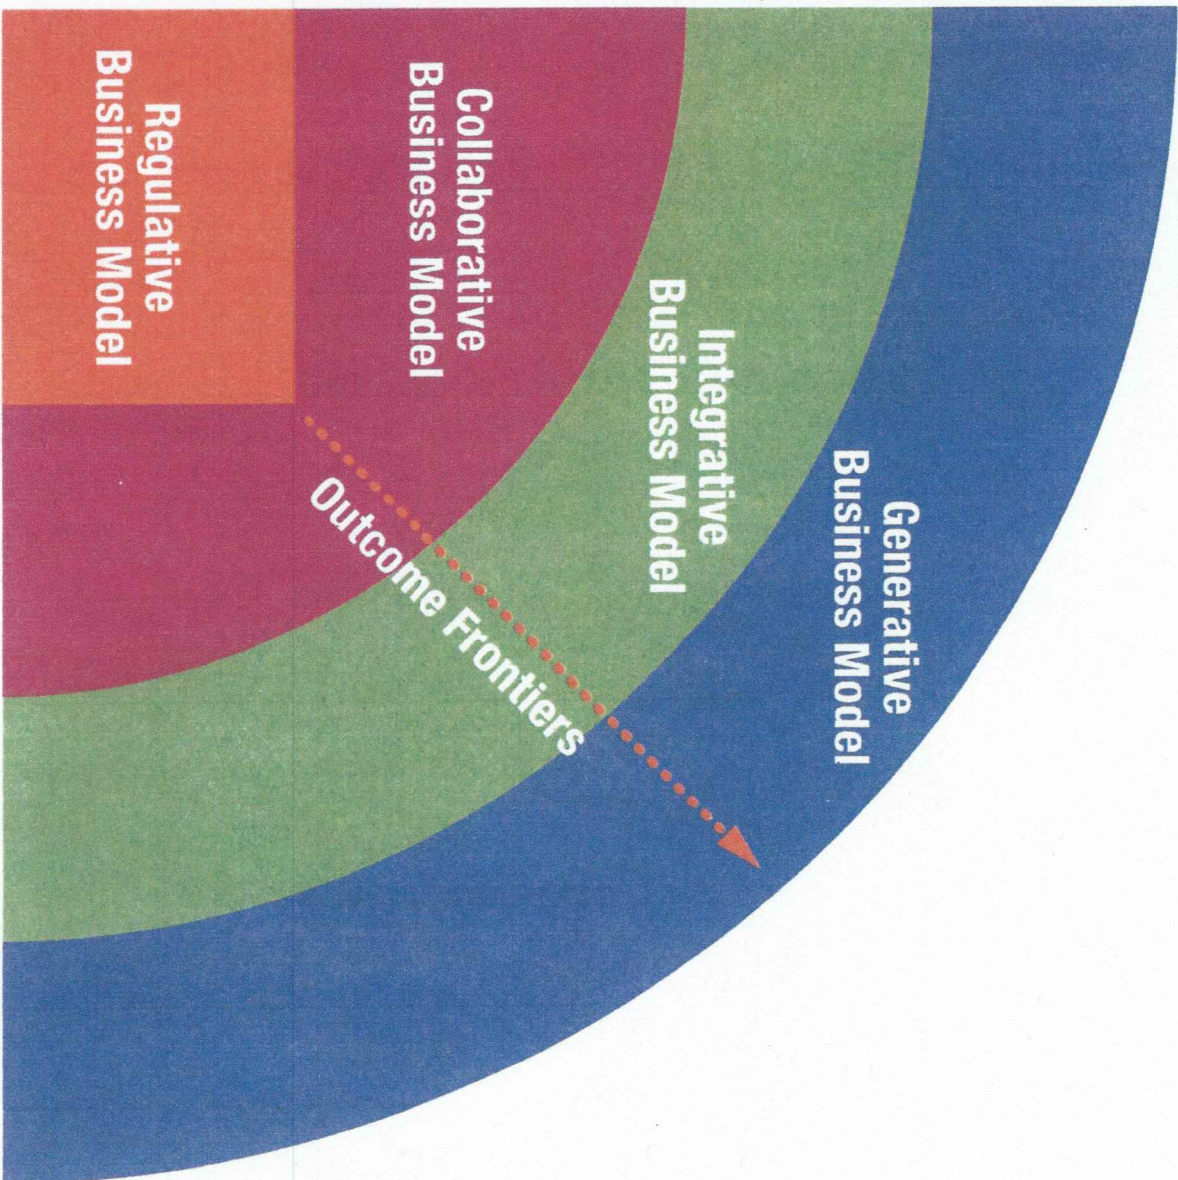 Generative
Business Model
Integrative
Business Model
Collaborative
Business Model
Regulative
Business Model
Outcome Frontiers